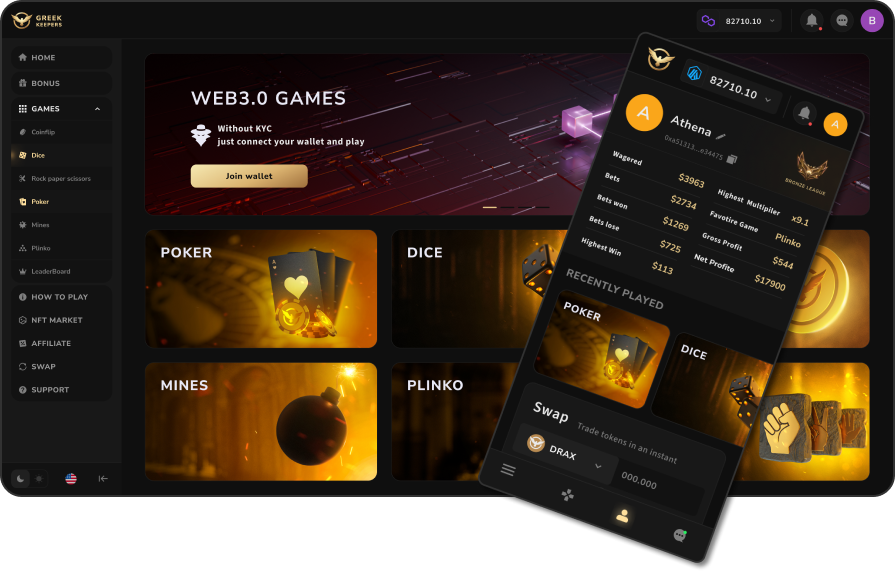 GREEK
KEEPERS
82710.10
B
HOME
BONUS
GAMES
Coinflip
Dice
Rock paper scissors
Poker
Mines
Plinko
LeaderBoard
HOW TO PLAY
NFT MARKET
AFFILIATE
SWAP
SUPPORT
WEB3.0 GAMES
Without KYC
just connect your wallet and play
Join wallet
POKER
DICE
MINES
PLINKO
82710.10
A
A
Athena
0x651313...e34475
BRONZE LEAGUE
Wagered $3963
Bets $2734
Bets won $1269
Bets lose $725
Highest Win $113
Highest Multipiler x9.1
Favotire Game Plinko
Gross Profit $544
Net Profite $17900
RECENTLY PLAYED
POKER
DICE
Swap
Trade tokens in an instant
DRAX
000.000